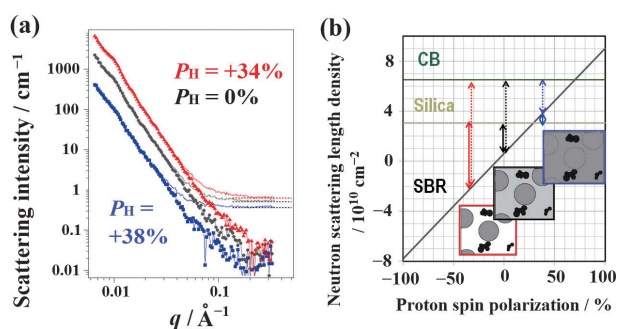 (a)
Scattering intensity / cm⁻¹
1000
100
10
1
0.1
0.01
P_H = +34%
P_H = 0%
P_H =
+38%
0.01
0.1
q / Å⁻¹
(b)
Neutron scattering length density
/ 10¹⁰ cm⁻²
8
4
0
−4
−8
CB
Silica
SBR
−100
−50
0
50
100
Proton spin polarization / %